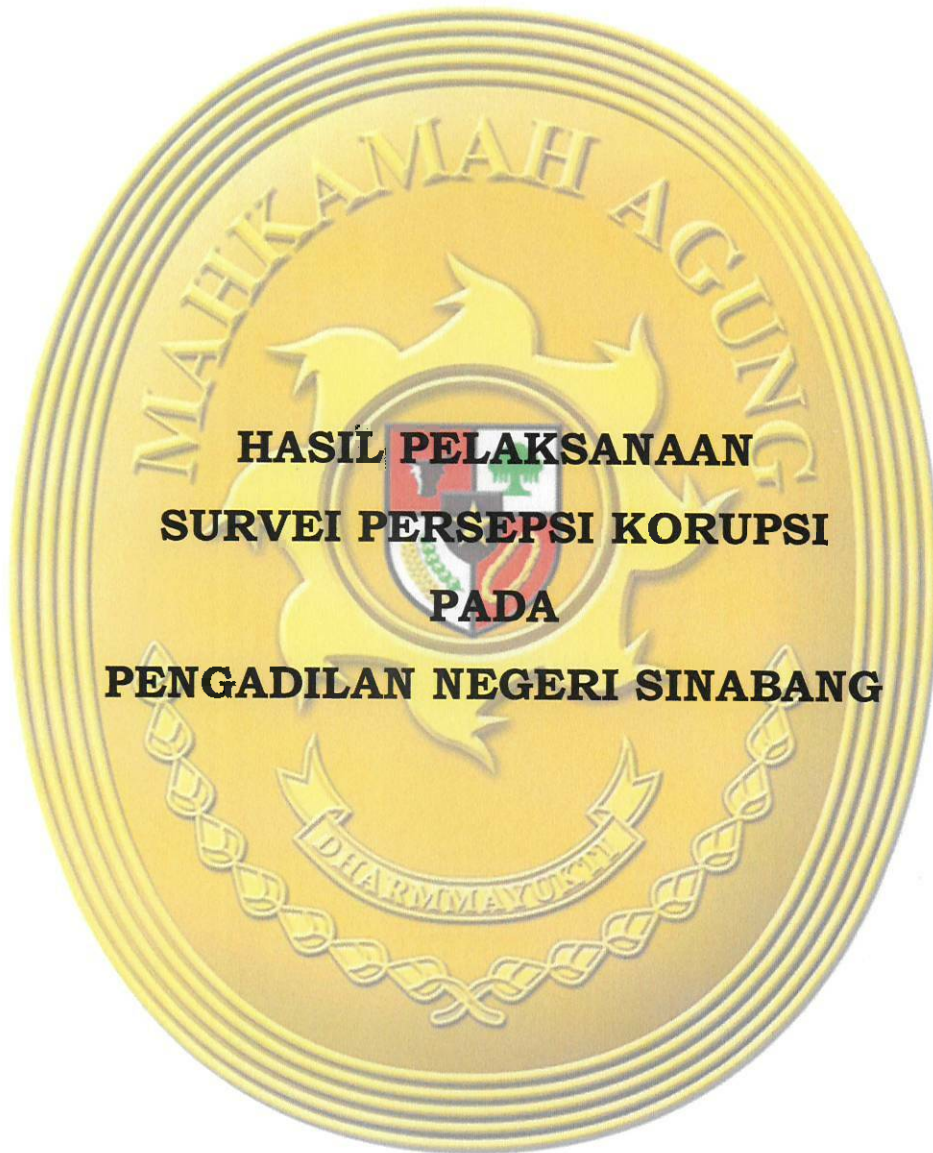 MAHKAMAH AGUNG
HASIL PELAKSANAAN
SURVEI PERSEPSI KORUPSI
PADA
PENGADILAN NEGERI SINABANG
DHARMMAYUKTI